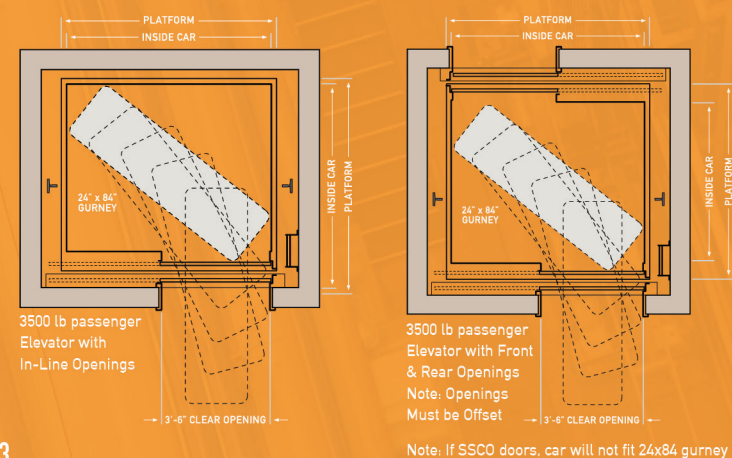 PLATFORM
INSIDE CAR
INSIDE CAR
PLATFORM
24" x 84"
GURNEY
3500 lb passenger
Elevator with
In-Line Openings
3'-6" CLEAR OPENING
3
PLATFORM
INSIDE CAR
INSIDE CAR
PLATFORM
24" x 84"
GURNEY
3500 lb passenger
Elevator with Front
& Rear Openings
Note: Openings
Must be Offset
3'-6" CLEAR OPENING
Note: If SSCO doors, car will not fit 24x84 gurney